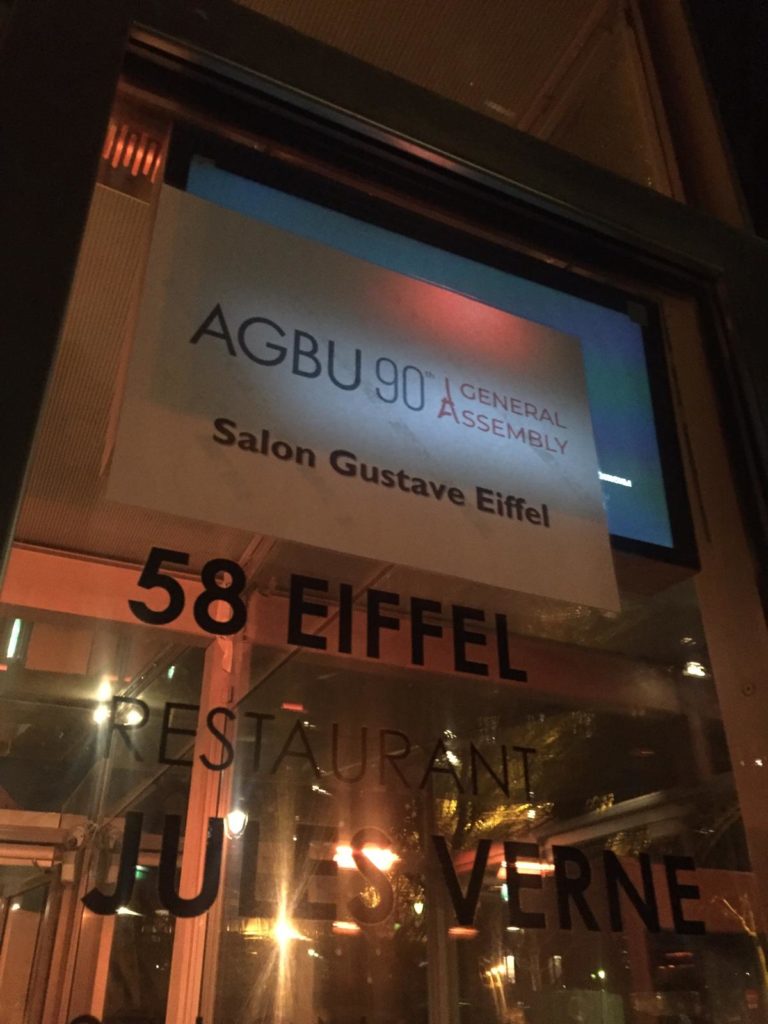 AGBU 90th GENERAL ASSEMBLY
Salon Gustave Eiffel
58 EIFFEL
RESTAURANT
JULES VERNE